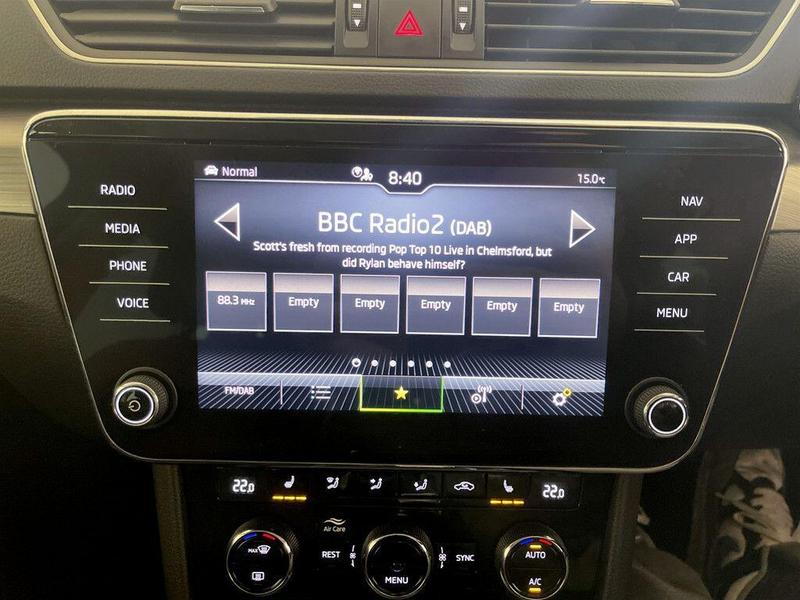 Normal
8:40
15.0°C
RADIO
MEDIA
PHONE
VOICE
NAV
APP
CAR
MENU
BBC Radio2 (DAB)
Scott's fresh from recording Pop Top 10 Live in Chelmsford, but
did Rylan behave himself?
88.3 MHz
Empty
Empty
Empty
Empty
Empty
FM/DAB
22.0
22.0
Air Care
MAX
REST
MENU
SYNC
AUTO
A/C